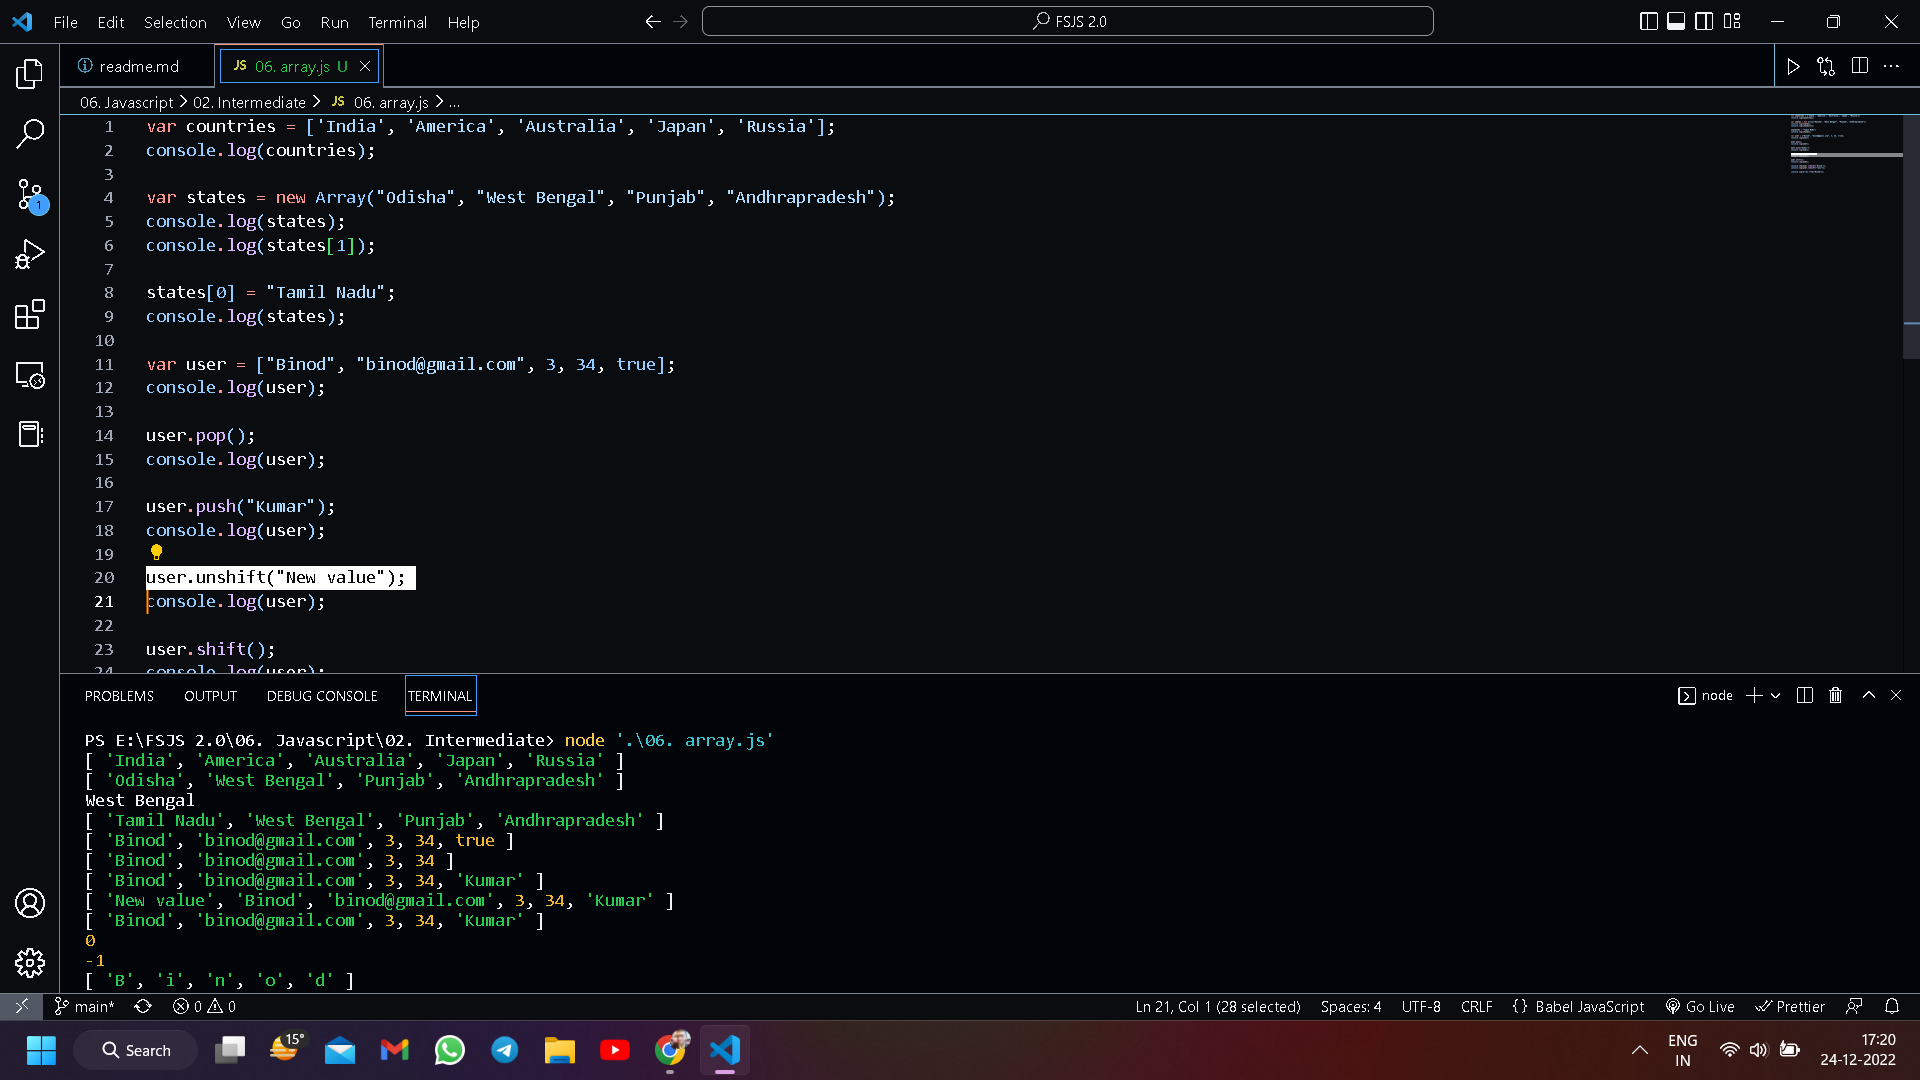 File Edit Selection View Go Run Terminal Help
FSJS 2.0
readme.md
JS 06. array.js U
06. Javascript > 02. Intermediate > JS 06. array.js > ...
1 var countries = ['India', 'America', 'Australia', 'Japan', 'Russia'];
2 console.log(countries);
3
4 var states = new Array("Odisha", "West Bengal", "Punjab", "Andhrapradesh");
5 console.log(states);
6 console.log(states[1]);
7
8 states[0] = "Tamil Nadu";
9 console.log(states);
10
11 var user = ["Binod", "binod@gmail.com", 3, 34, true];
12 console.log(user);
13
14 user.pop();
15 console.log(user);
16
17 user.push("Kumar");
18 console.log(user);
19
20 user.unshift("New value");
21 console.log(user);
22
23 user.shift();
24 console.log(user);
1
PROBLEMS OUTPUT DEBUG CONSOLE TERMINAL
node
PS E:\FSJS 2.0\06. Javascript\02. Intermediate> node '.\06. array.js'
[ 'India', 'America', 'Australia', 'Japan', 'Russia' ]
[ 'Odisha', 'West Bengal', 'Punjab', 'Andhrapradesh' ]
West Bengal
[ 'Tamil Nadu', 'West Bengal', 'Punjab', 'Andhrapradesh' ]
[ 'Binod', 'binod@gmail.com', 3, 34, true ]
[ 'Binod', 'binod@gmail.com', 3, 34 ]
[ 'Binod', 'binod@gmail.com', 3, 34, 'Kumar' ]
[ 'New value', 'Binod', 'binod@gmail.com', 3, 34, 'Kumar' ]
[ 'Binod', 'binod@gmail.com', 3, 34, 'Kumar' ]
0
-1
[ 'B', 'i', 'n', 'o', 'd' ]
main* 0 0 Ln 21, Col 1 (28 selected) Spaces: 4 UTF-8 CRLF {} Babel JavaScript Go Live Prettier
Search
15°
ENG
IN
17:20
24-12-2022